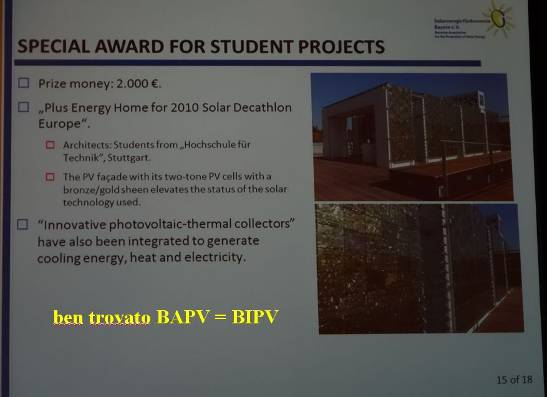 Solarenergieförderverein
Bayern e.V.
SPECIAL AWARD FOR STUDENT PROJECTS
Prize money: 2.000 €.
„Plus Energy Home for 2010 Solar Decathlon
Europe“.
Architects: Students from „Hochschule für
Technik“, Stuttgart.
The PV façade with its two-tone PV cells with a
bronze/gold sheen elevates the status of the solar
technology used.
“Innovative photovoltaic-thermal collectors”
have also been integrated to generate
cooling energy, heat and electricity.
ben trovato BAPV = BIPV
15 of 18